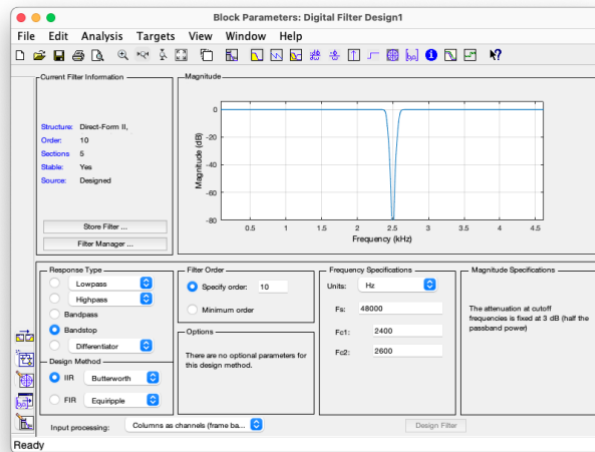 Block Parameters: Digital Filter Design1
File Edit Analysis Targets View Window Help
Current Filter Information
Structure: Direct-Form II,
Order: 10
Sections 5
Stable: Yes
Source: Designed
Store Filter ...
Filter Manager ...
Magnitude
Magnitude (dB)
0
-20
-40
-60
-80
0.5 1 1.5 2 2.5 3 3.5 4 4.5
Frequency (kHz)
Response Type
Lowpass
Highpass
Bandpass
Bandstop
Differentiator
Design Method
IIR Butterworth
FIR Equiripple
Filter Order
Specify order: 10
Minimum order
Options
There are no optional parameters for
this design method.
Frequency Specifications
Units: Hz
Fs: 48000
Fc1: 2400
Fc2: 2600
Magnitude Specifications
The attenuation at cutoff
frequencies is fixed at 3 dB (half the
passband power)
Input processing: Columns as channels (frame ba...
Design Filter
Ready